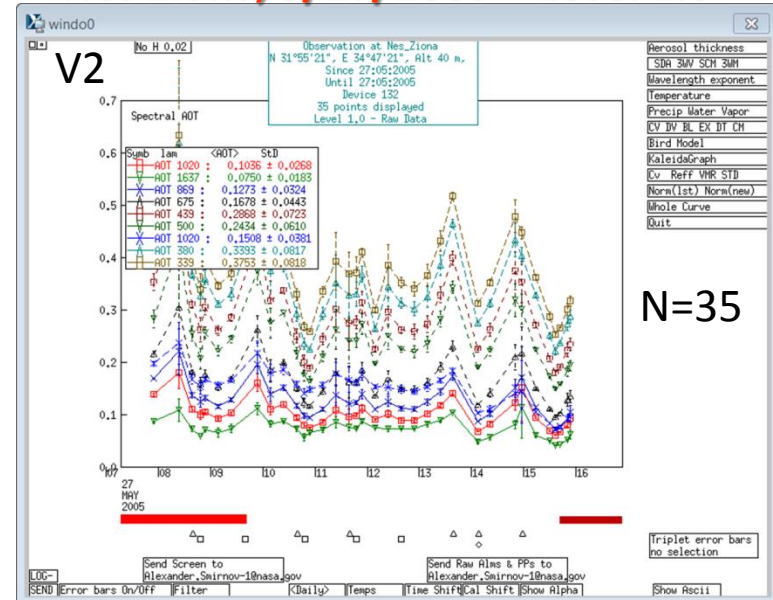 windo0
V2
No H 0.02
Observation at Nes_Ziona
N 31°55'21", E 34°47'21", Alt 40 m,
Since 27:05:2005
Until 27:05:2005
Device 132
35 points displayed
Level 1.0 - Raw Data
Aerosol thickness
SDA 3WV SCM 3WM
Wavelength exponent
Temperature
Precip Water Vapor
CV DV BL EX DT CM
Bird Model
KaleidaGraph
Cv Reff VMR STD
Norm(lst) Norm(new)
Whole Curve
Quit
Spectral AOT
Symb lam <AOT> StD
AOT 1020 : 0.1036 ± 0.0268
AOT 1637 : 0.0750 ± 0.0183
AOT 869 : 0.1273 ± 0.0324
AOT 675 : 0.1678 ± 0.0443
AOT 439 : 0.2868 ± 0.0723
AOT 500 : 0.2434 ± 0.0610
AOT 1020 : 0.1508 ± 0.0381
AOT 380 : 0.3393 ± 0.0817
AOT 339 : 0.3753 ± 0.0818
0.7
0.6
0.5
0.4
0.3
0.2
0.1
0.0
N=35
07 08 09 10 11 12 13 14 15 16
27
MAY
2005
Triplet error bars
no selection
Send Screen to
Alexander.Smirnov-1@nasa.gov
Send Raw Alms & PPs to
Alexander.Smirnov-1@nasa.gov
LOG-
SEND Error bars On/Off Filter <Daily> Temps Time Shift Cal Shift Show Alpha Show Ascii